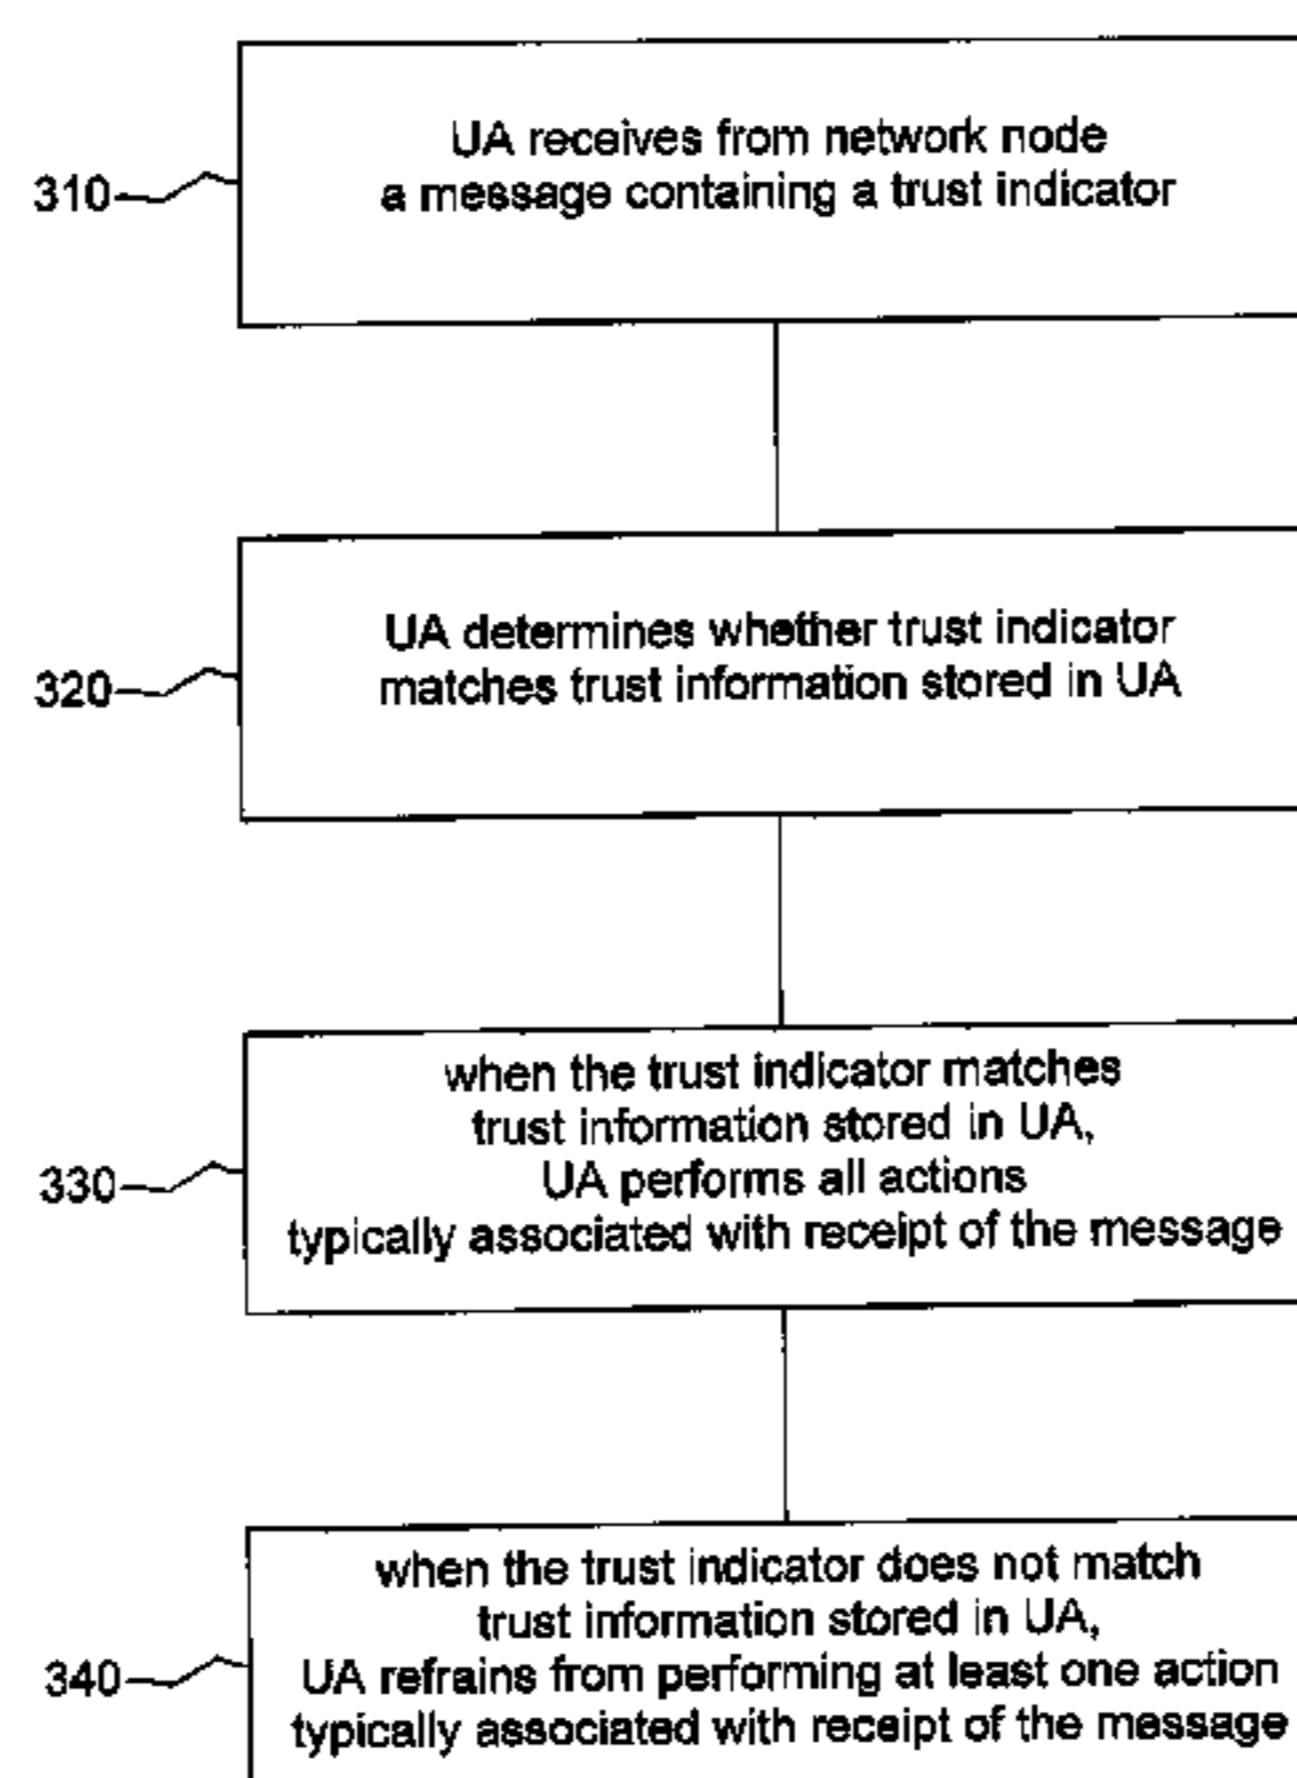 UA receives from network node
a message containing a trust indicator
310
UA determines whether trust indicator
matches trust information stored in UA
320
when the trust indicator matches
trust information stored in UA,
UA performs all actions
typically associated with receipt of the message
330
when the trust indicator does not match
trust information stored in UA,
UA refrains from performing at least one action
typically associated with receipt of the message
340